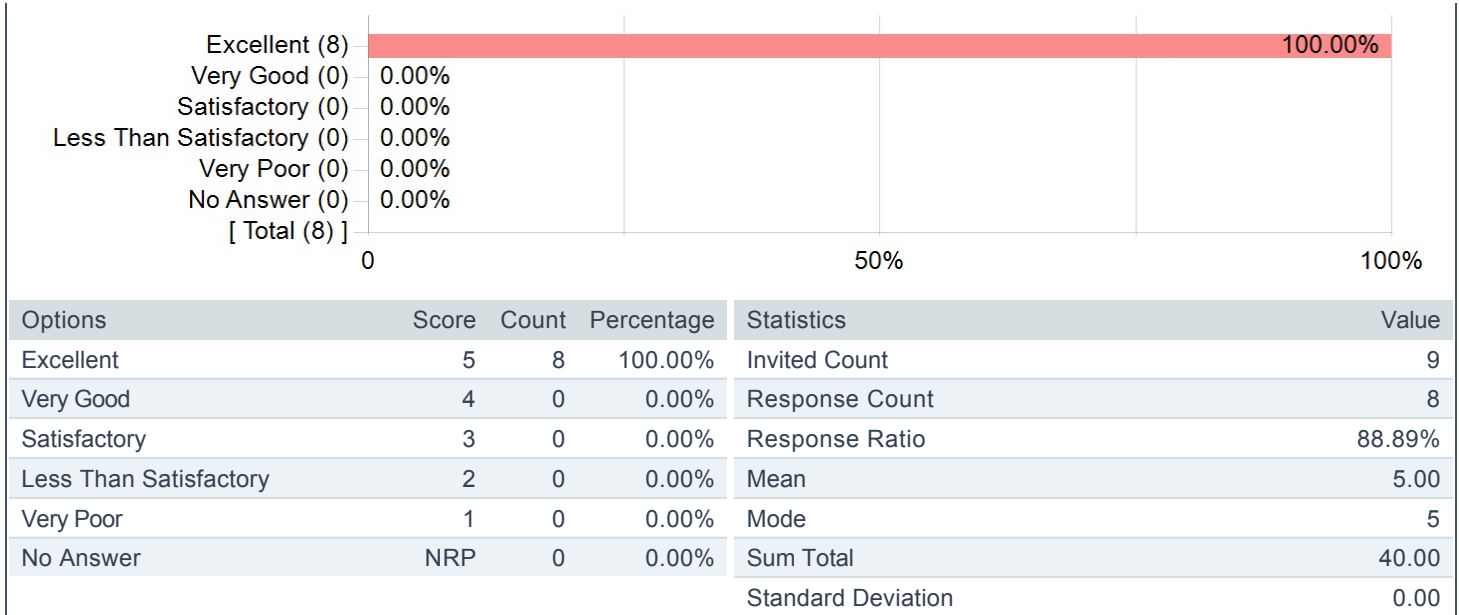 Excellent (8) 100.00%
Very Good (0) 0.00%
Satisfactory (0) 0.00%
Less Than Satisfactory (0) 0.00%
Very Poor (0) 0.00%
No Answer (0) 0.00%
[ Total (8) ]
0 50% 100%
Options Score Count Percentage
Excellent 5 8 100.00%
Very Good 4 0 0.00%
Satisfactory 3 0 0.00%
Less Than Satisfactory 2 0 0.00%
Very Poor 1 0 0.00%
No Answer NRP 0 0.00%
Statistics Value
Invited Count 9
Response Count 8
Response Ratio 88.89%
Mean 5.00
Mode 5
Sum Total 40.00
Standard Deviation 0.00